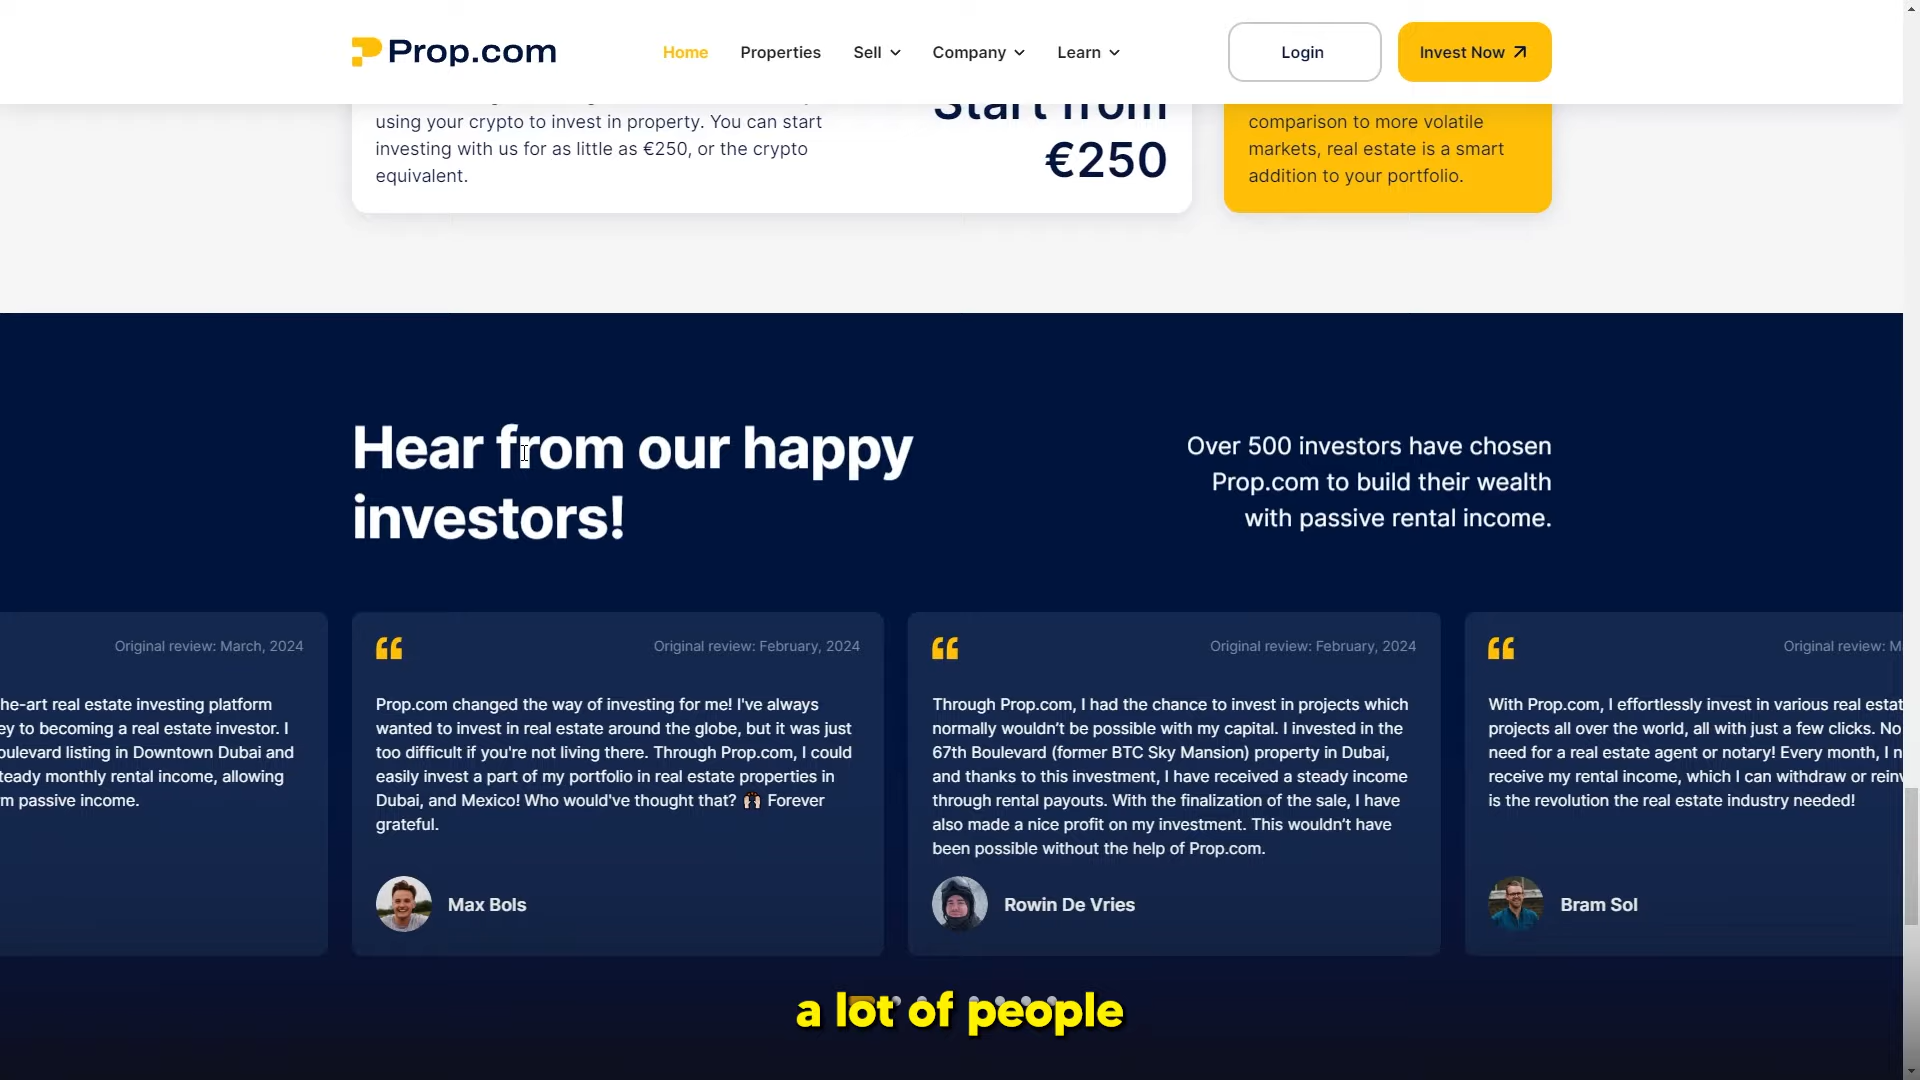 Prop.com
Home
Properties
Sell
Company
Learn
Login
Invest Now
Start from
€250
using your crypto to invest in property. You can start
investing with us for as little as €250, or the crypto
equivalent.
comparison to more volatile
markets, real estate is a smart
addition to your portfolio.
Hear from our happy
investors!
Over 500 investors have chosen
Prop.com to build their wealth
with passive rental income.
Original review: March, 2024
he-art real estate investing platform
ey to becoming a real estate investor. I
oulevard listing in Downtown Dubai and
teady monthly rental income, allowing
m passive income.
Original review: February, 2024
Prop.com changed the way of investing for me! I've always
wanted to invest in real estate around the globe, but it was just
too difficult if you're not living there. Through Prop.com, I could
easily invest a part of my portfolio in real estate properties in
Dubai, and Mexico! Who would've thought that? 🙌🏻 Forever
grateful.
Max Bols
Original review: February, 2024
Through Prop.com, I had the chance to invest in projects which
normally wouldn’t be possible with my capital. I invested in the
67th Boulevard (former BTC Sky Mansion) property in Dubai,
and thanks to this investment, I have received a steady income
through rental payouts. With the finalization of the sale, I have
also made a nice profit on my investment. This wouldn’t have
been possible without the help of Prop.com.
Rowin De Vries
Original review: M
With Prop.com, I effortlessly invest in various real estat
projects all over the world, all with just a few clicks. No
need for a real estate agent or notary! Every month, I n
receive my rental income, which I can withdraw or reinv
is the revolution the real estate industry needed!
Bram Sol
a lot of people